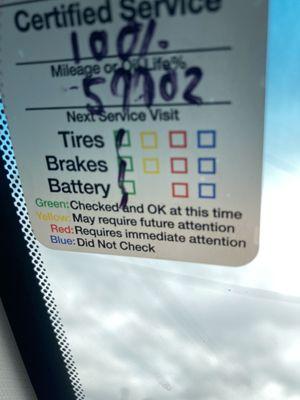 Certified Service
100%
Mileage or Oil Life%
Next Service Visit
Tires
Brakes
Battery
Green:Checked and OK at this time
Yellow:May require future attention
Red:Requires immediate attention
Blue:Did Not Check